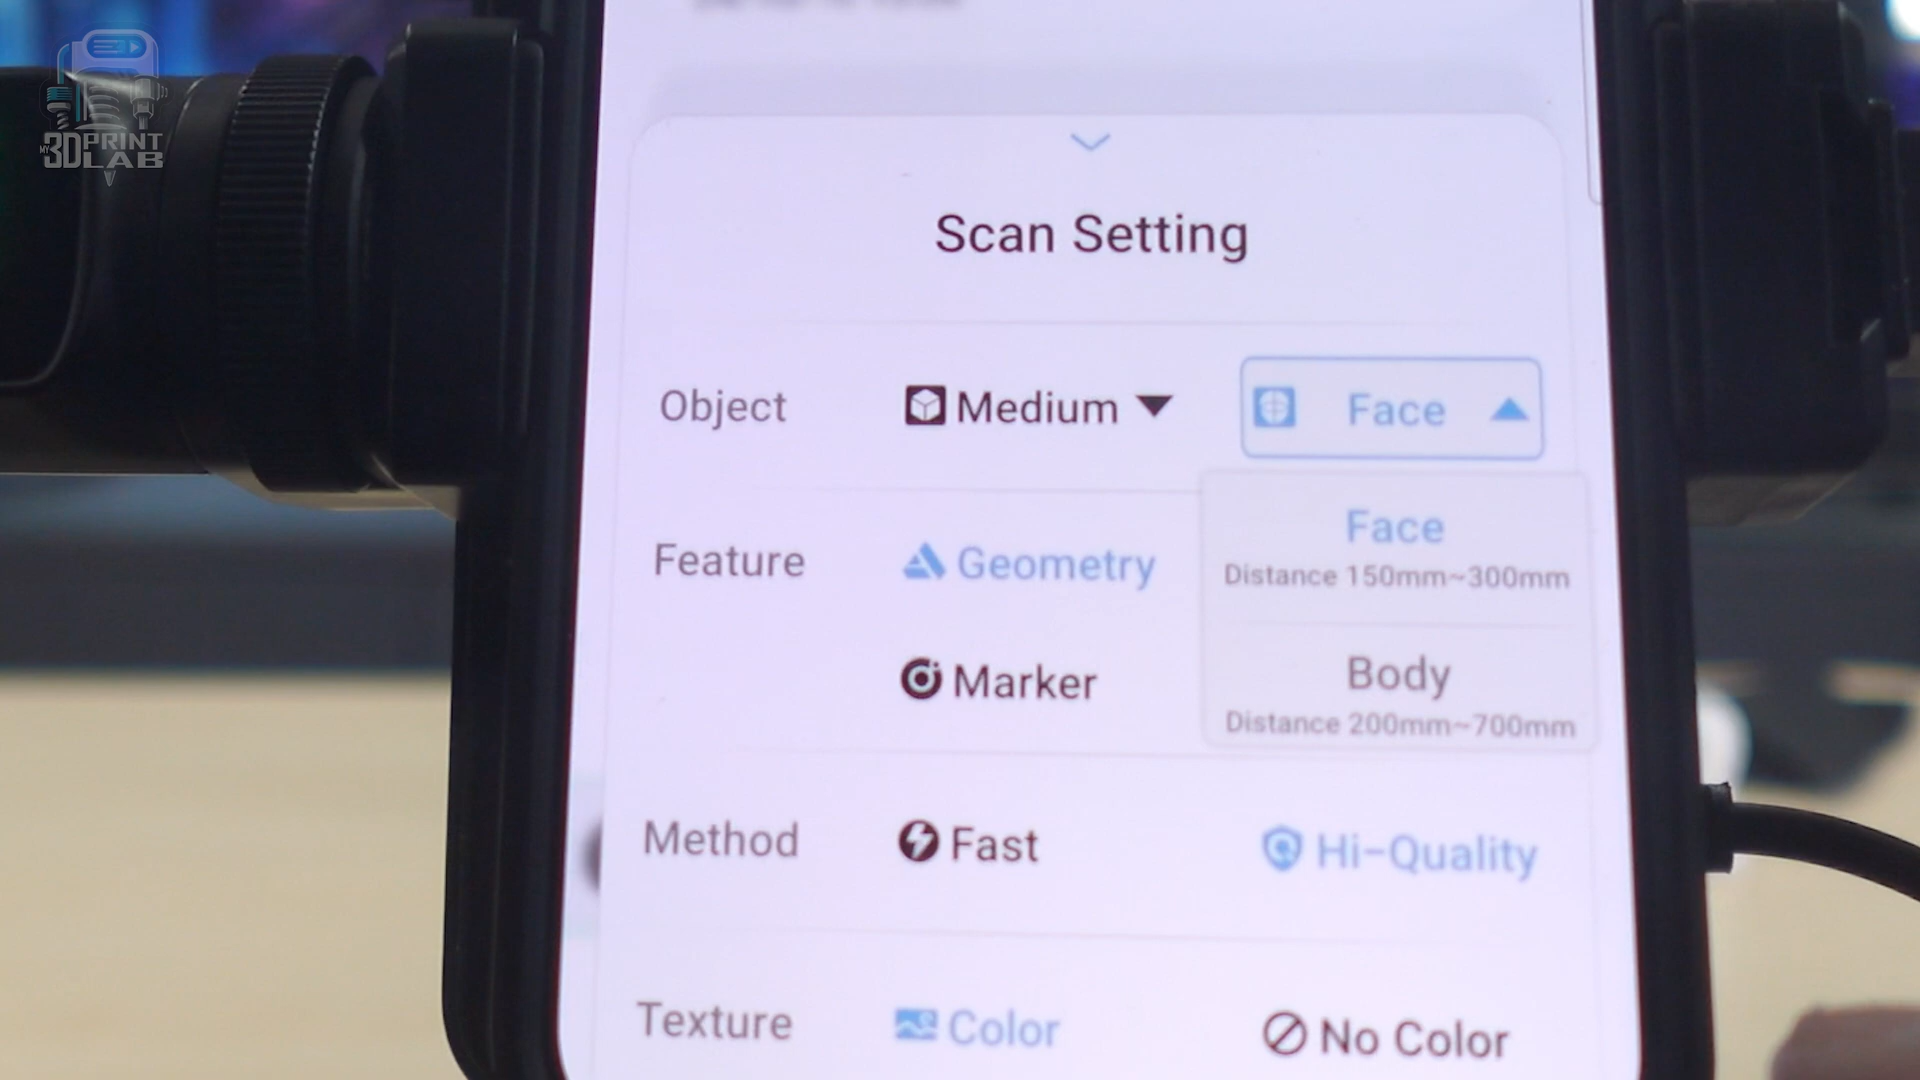 MY 3D PRINT LAB
Scan Setting
Object Medium Face
Face
Distance 150mm~300mm
Feature Geometry
Body
Distance 200mm~700mm
Marker
Method Fast Hi-Quality
Texture Color No Color